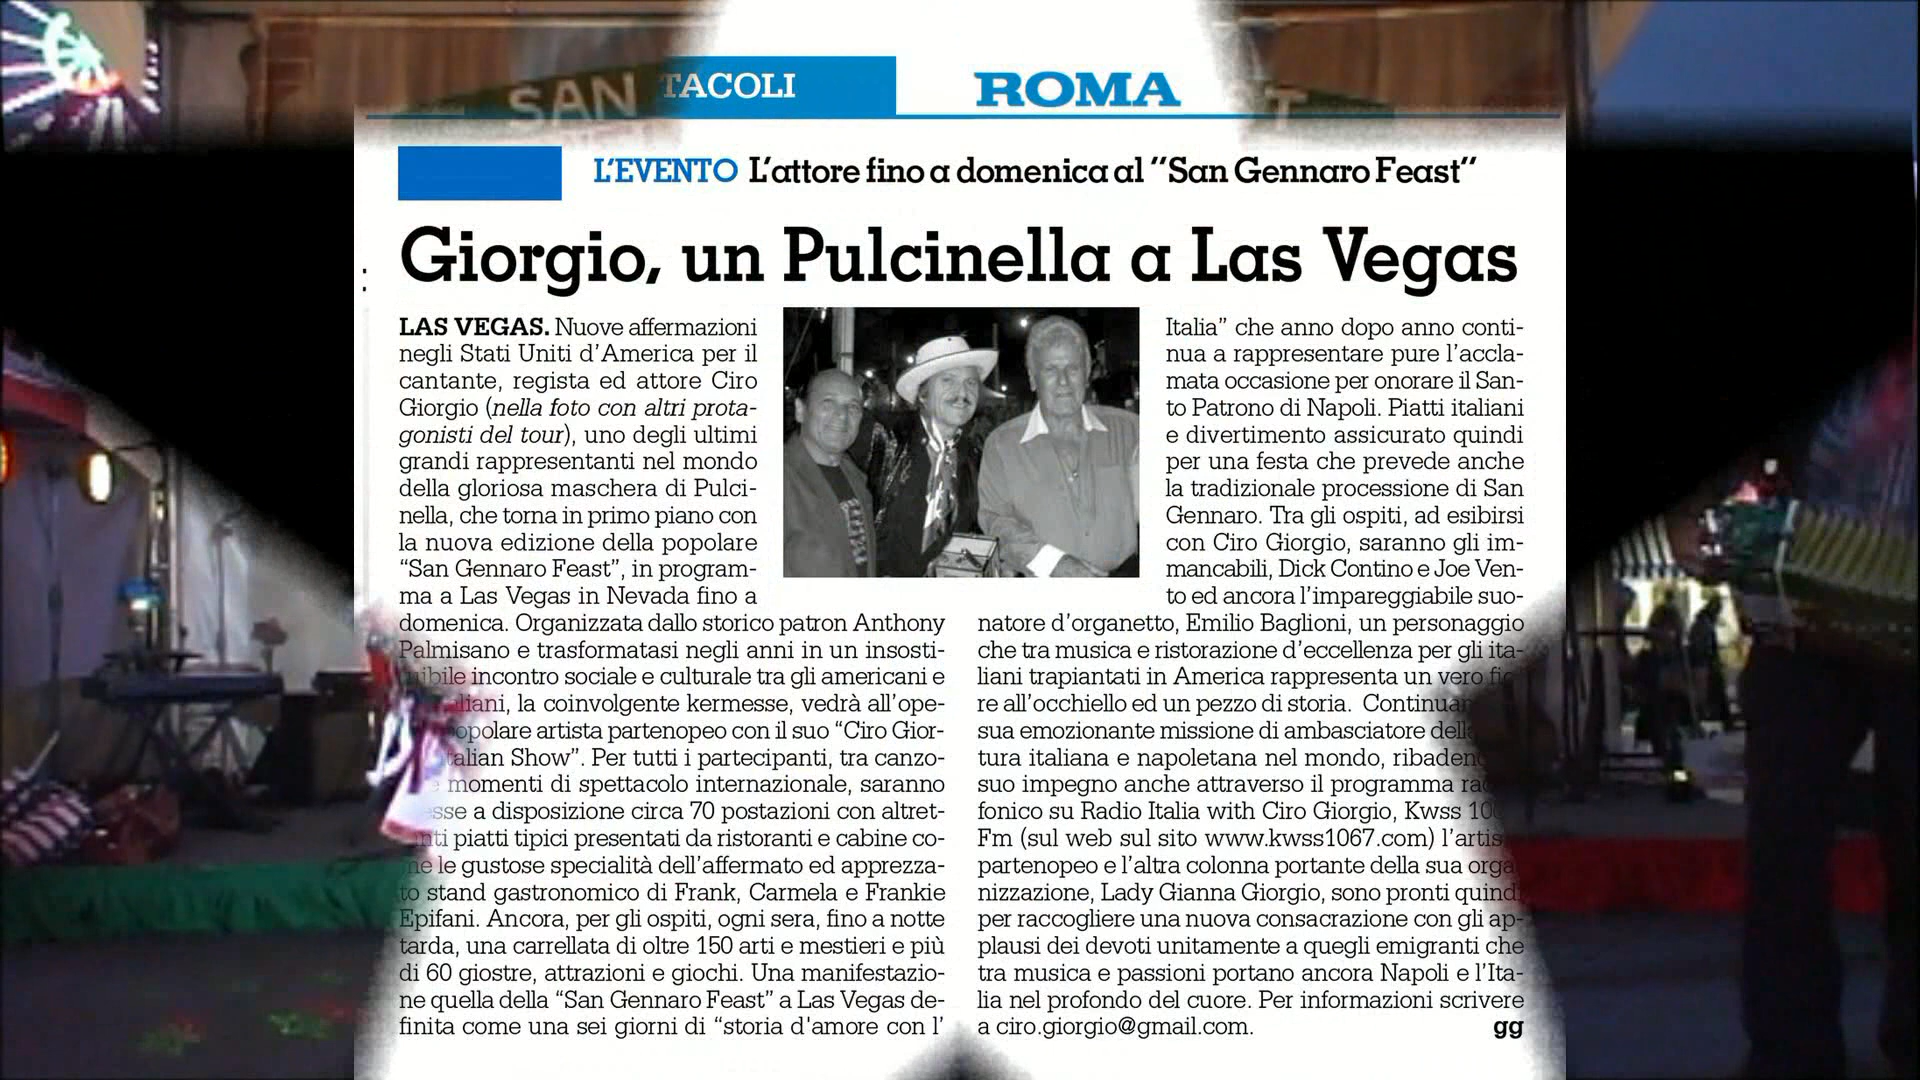 SAN
TACOLI
ROMA
L'EVENTO L'attore fino a domenica al "San Gennaro Feast"
Giorgio, un Pulcinella a Las Vegas
LAS VEGAS. Nuove affermazioni
negli Stati Uniti d'America per il
cantante, regista ed attore Ciro
Giorgio (nella foto con altri prota-
gonisti del tour), uno degli ultimi
grandi rappresentanti nel mondo
della gloriosa maschera di Pulci-
nella, che torna in primo piano con
la nuova edizione della popolare
“San Gennaro Feast”, in program-
ma a Las Vegas in Nevada fino a
domenica. Organizzata dallo storico patron Anthony
Palmisano e trasformatasi negli anni in un insosti-
incontro sociale e culturale tra gli americani e
la coinvolgente kermesse, vedrà all'ope-
artista partenopeo con il suo “Ciro Gior-
Show”. Per tutti i partecipanti, tra canzo-
momenti di spettacolo internazionale, saranno
a disposizione circa 70 postazioni con altret-
piatti tipici presentati da ristoranti e cabine co-
le gustose specialità dell'affermato ed apprezza-
to stand gastronomico di Frank, Carmela e Frankie
Epifani. Ancora, per gli ospiti, ogni sera, fino a notte
tarda, una carrellata di oltre 150 arti e mestieri e più
di 60 giostre, attrazioni e giochi. Una manifestazio-
ne quella della “San Gennaro Feast” a Las Vegas de-
finita come una sei giorni di “storia d'amore con l'
Italia” che anno dopo anno conti-
nua a rappresentare pure l'accla-
mata occasione per onorare il San-
to Patrono di Napoli. Piatti italiani
e divertimento assicurato quindi
per una festa che prevede anche
la tradizionale processione di San
Gennaro. Tra gli ospiti, ad esibirsi
con Ciro Giorgio, saranno gli im-
mancabili, Dick Contino e Joe Ven-
to ed ancora l'impareggiabile suo-
natore d'organetto, Emilio Baglioni, un personaggio
che tra musica e ristorazione d'eccellenza per gli ita-
liani trapiantati in America rappresenta un vero fio-
re all'occhiello ed un pezzo di storia. Continuan
sua emozionante missione di ambasciatore della
tura italiana e napoletana nel mondo, ribaden
suo impegno anche attraverso il programma
fonico su Radio Italia with Ciro Giorgio, Kwss
Fm (sul web sul sito www.kwss1067.com) l'artis
partenopeo e l'altra colonna portante della sua orga-
nizzazione, Lady Gianna Giorgio, sono pronti quindi
per raccogliere una nuova consacrazione con gli ap-
plausi dei devoti unitamente a quegli emigranti che
tra musica e passioni portano ancora Napoli e l'Ita-
lia nel profondo del cuore. Per informazioni scrivere
a ciro.giorgio@gmail.com.
gg